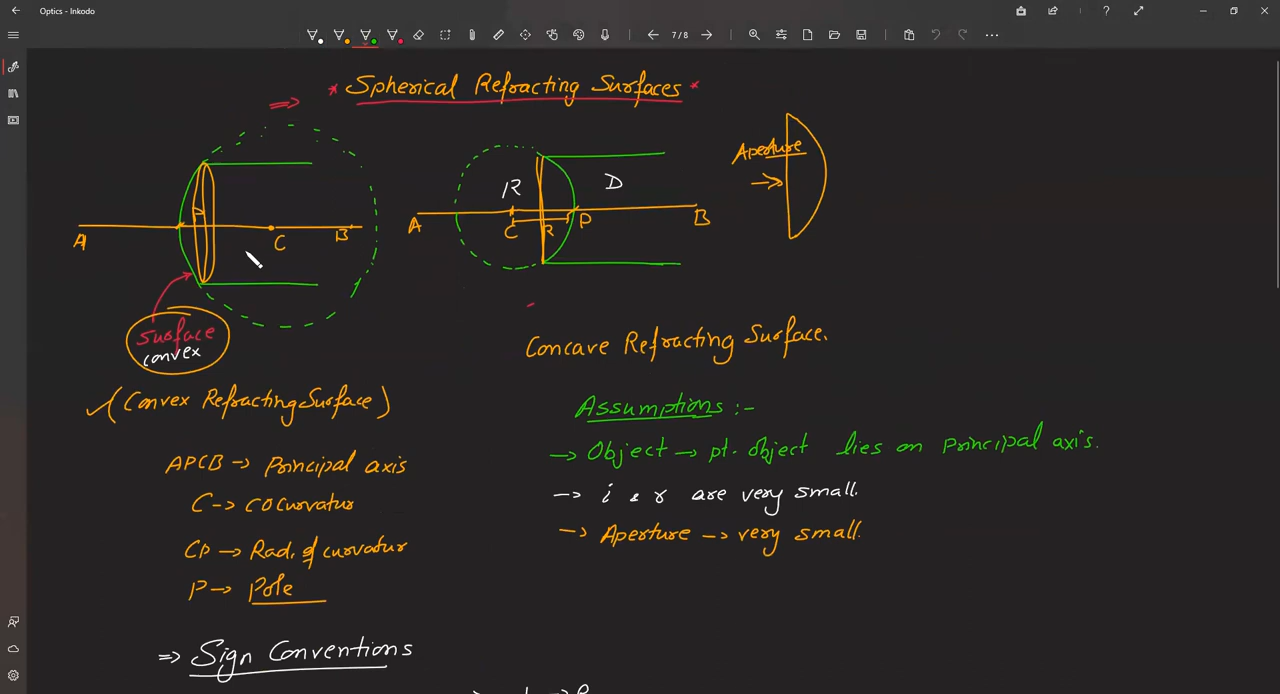 Optics - Inkodo
7/8
* Spherical Refracting Surfaces *
=>
A P C B
surface
convex
A R C R P D B
Aperture
→
(Convex Refracting Surface)
APCB → Principal axis
C → COCurvatur
CP → Rad. of curvatur
P → Pole
Concave Refracting Surface.
Assumptions :-
→ Object → pt. object lies on principal axis.
→ i & r are very small.
→ Aperture → very small.
=> Sign Conventions